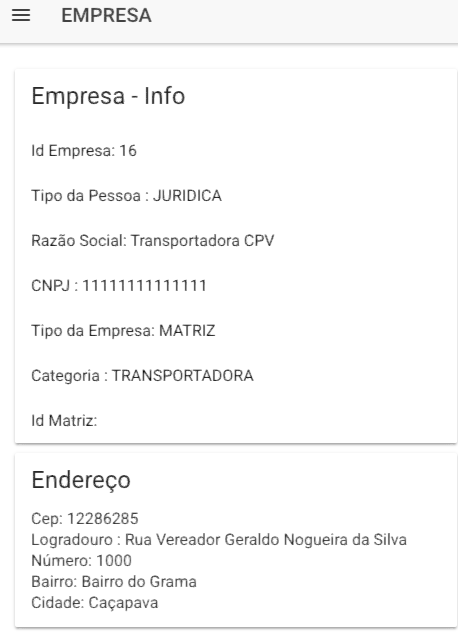 EMPRESA
Empresa - Info
Id Empresa: 16
Tipo da Pessoa : JURIDICA
Razão Social: Transportadora CPV
CNPJ : 11111111111111
Tipo da Empresa: MATRIZ
Categoria : TRANSPORTADORA
Id Matriz:
Endereço
Cep: 12286285
Logradouro : Rua Vereador Geraldo Nogueira da Silva
Número: 1000
Bairro: Bairro do Grama
Cidade: Caçapava